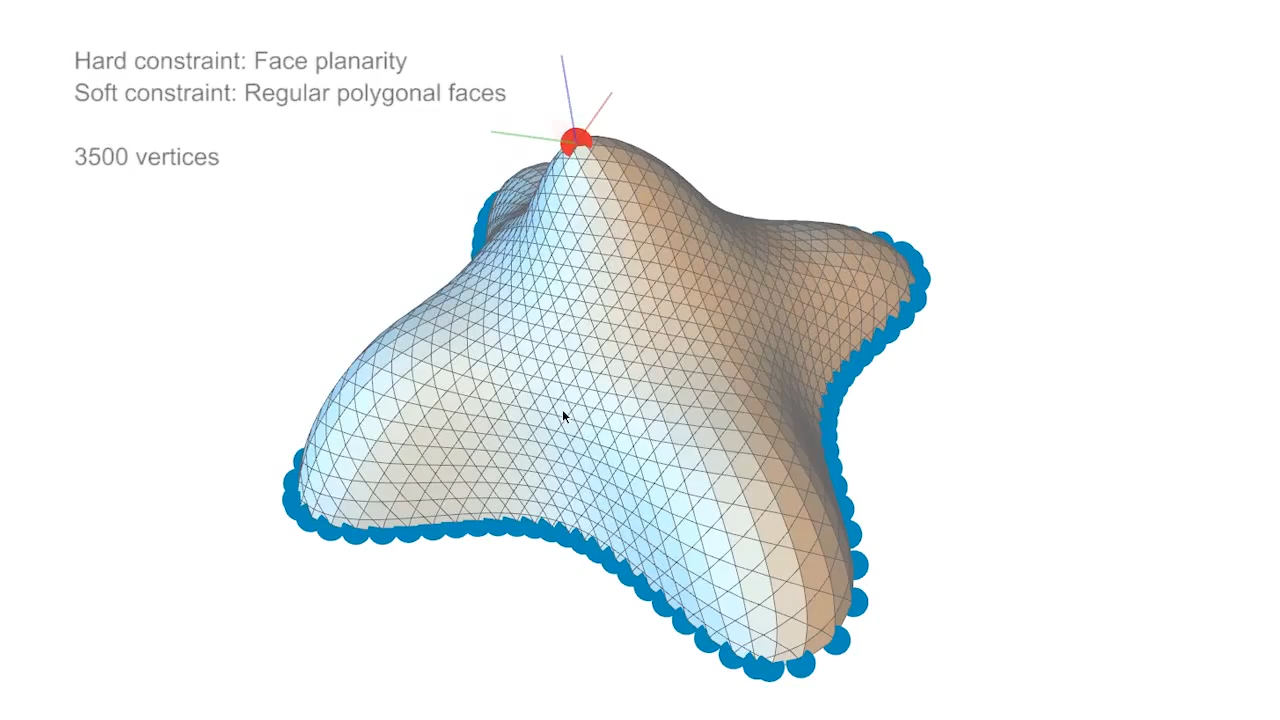 Hard constraint: Face planarity
Soft constraint: Regular polygonal faces
3500 vertices